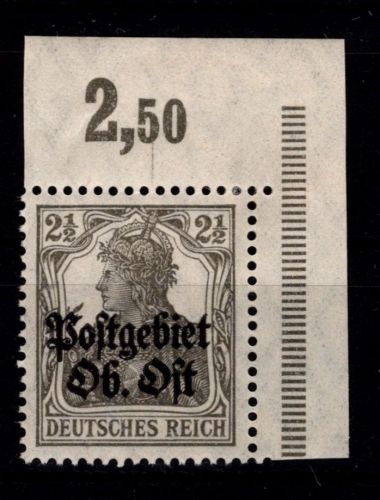 2,50
2½ 2½
Poſtgebiet
Ob. Oſt
DEUTSCHES REICH